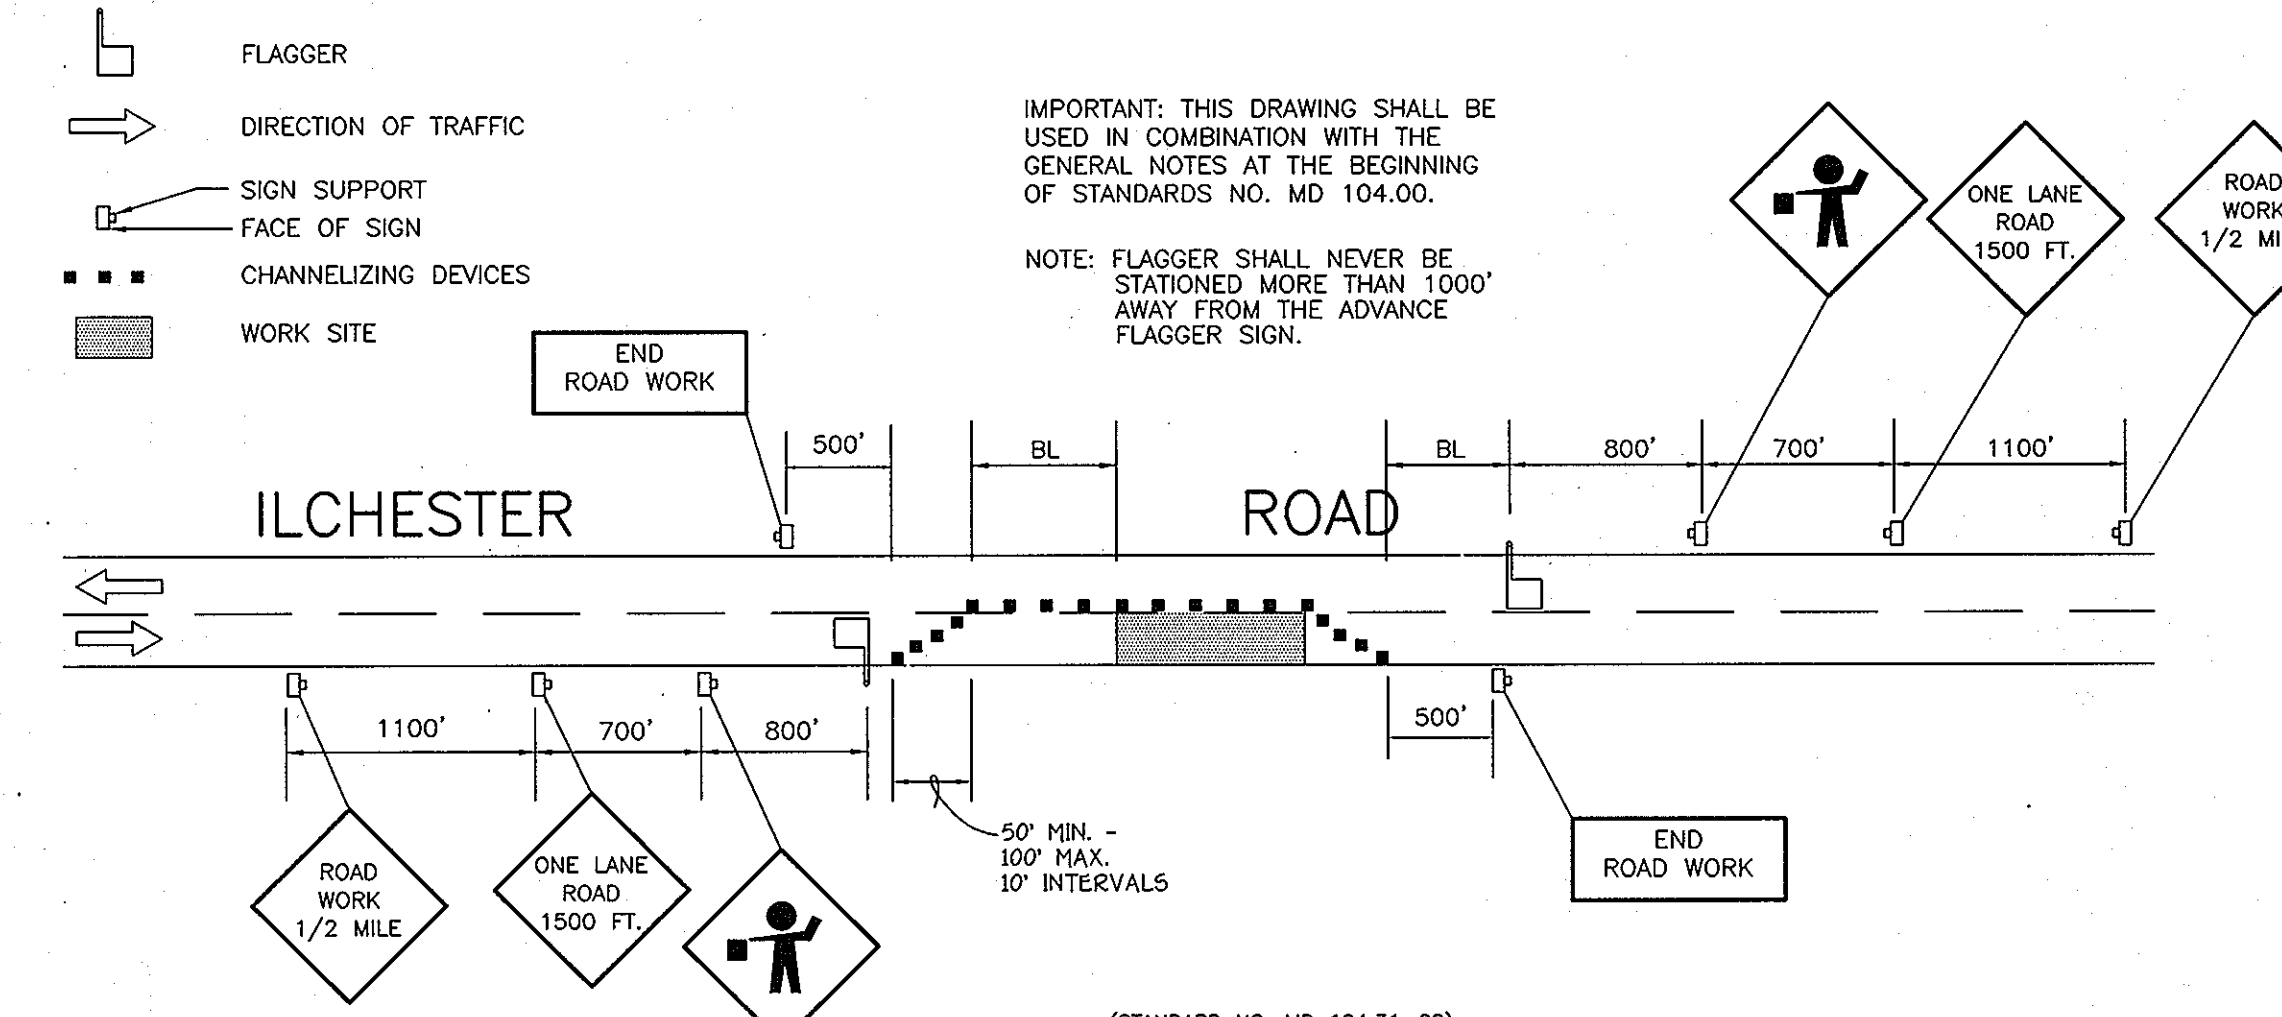 FLAGGER
DIRECTION OF TRAFFIC
SIGN SUPPORT
FACE OF SIGN
CHANNELIZING DEVICES
WORK SITE
IMPORTANT: THIS DRAWING SHALL BE
USED IN COMBINATION WITH THE
GENERAL NOTES AT THE BEGINNING
OF STANDARDS NO. MD 104.00.
NOTE: FLAGGER SHALL NEVER BE
STATIONED MORE THAN 1000'
AWAY FROM THE ADVANCE
FLAGGER SIGN.
ONE LANE
ROAD
1500 FT.
ROAD
WORK
1/2 MI
END
ROAD WORK
500'
BL
BL
800'
700'
1100'
ILCHESTER ROAD
1100'
700'
800'
500'
50' MIN. -
100' MAX.
10' INTERVALS
ROAD
WORK
1/2 MILE
ONE LANE
ROAD
1500 FT.
END
ROAD WORK